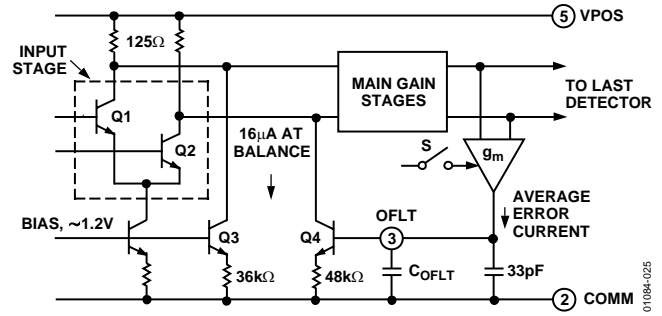 5 VPOS
125Ω
INPUT
STAGE
MAIN GAIN
STAGES
TO LAST
DETECTOR
Q1
Q2
16μA AT
BALANCE
S
gm
AVERAGE
ERROR
CURRENT
BIAS, ~1.2V
OFLT
Q3
Q4
3
36kΩ
48kΩ
COFLT
33pF
2 COMM
01084-025